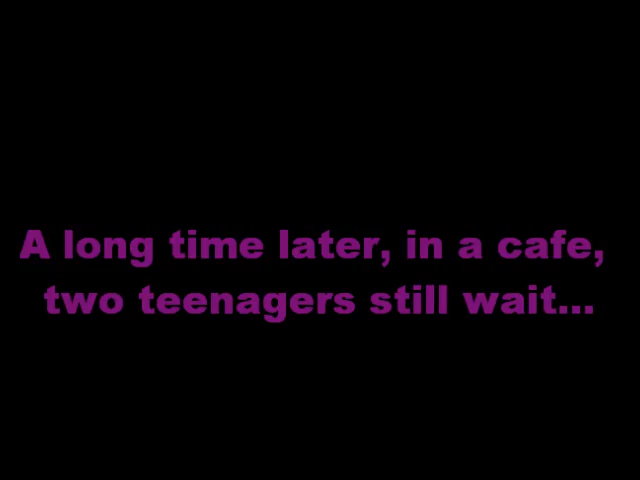 A long time later, in a cafe,
two teenagers still wait...